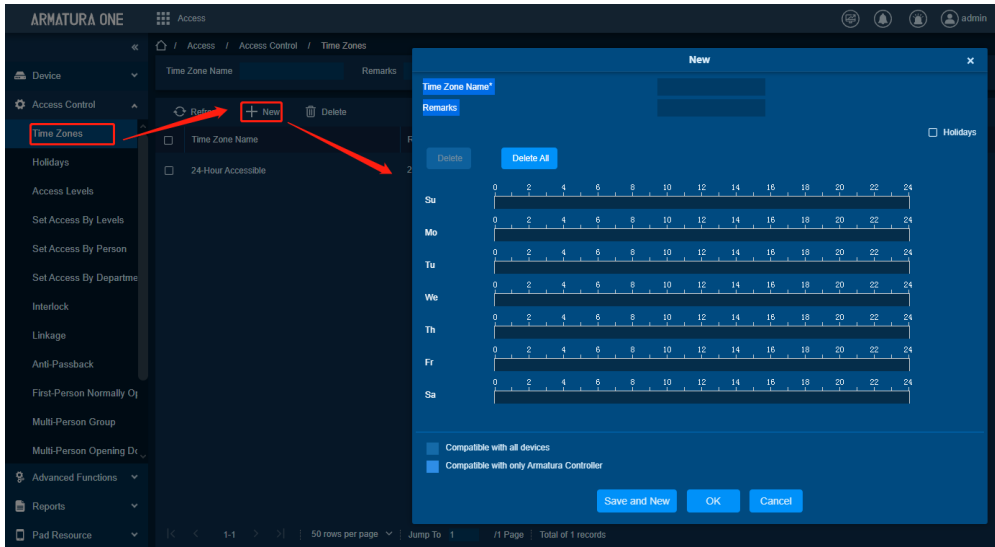 ARMATURA ONE
Access
admin
«
/ Access / Access Control / Time Zones
Device
Access Control
Time Zones
Holidays
Access Levels
Set Access By Levels
Set Access By Person
Set Access By Departme
Interlock
Linkage
Anti-Passback
First-Person Normally Op
Multi-Person Group
Multi-Person Opening Do
Advanced Functions
Reports
Pad Resource
Time Zone Name Remarks
New Delete
Time Zone Name
24-Hour Accessible
1-1 50 rows per page Jump To 1 /1 Page Total of 1 records
New ×
Time Zone Name*
Remarks
Holidays
Delete Delete All
0 2 4 6 8 10 12 14 16 18 20 22 24
Su
0 2 4 6 8 10 12 14 16 18 20 22 24
Mo
0 2 4 6 8 10 12 14 16 18 20 22 24
Tu
0 2 4 6 8 10 12 14 16 18 20 22 24
We
0 2 4 6 8 10 12 14 16 18 20 22 24
Th
0 2 4 6 8 10 12 14 16 18 20 22 24
Fr
0 2 4 6 8 10 12 14 16 18 20 22 24
Sa
Compatible with all devices
Compatible with only Armatura Controller
Save and New OK Cancel